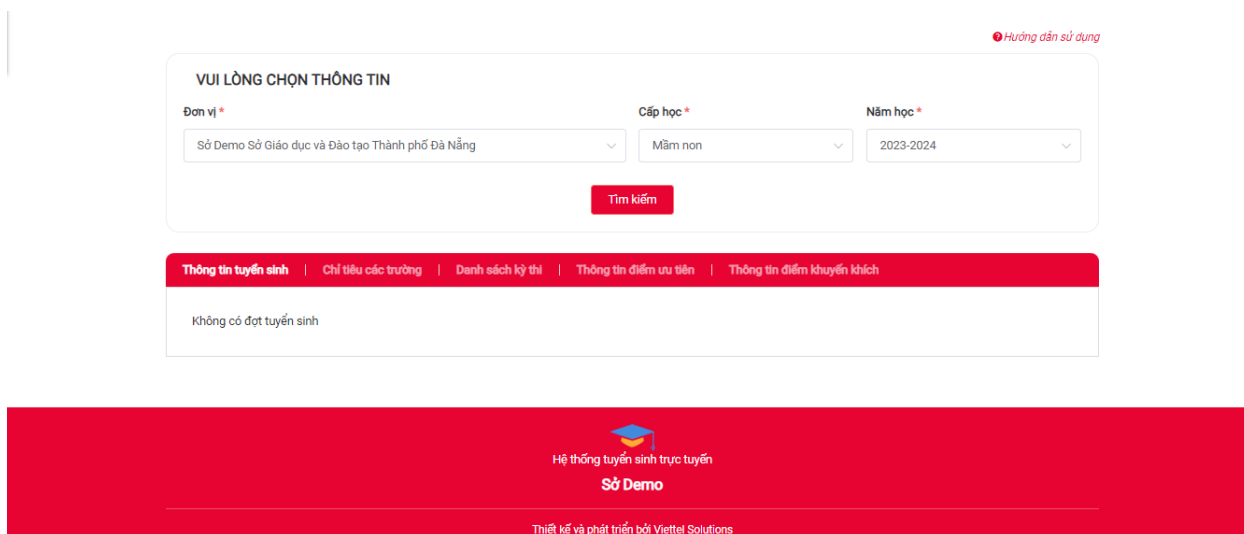 Hướng dẫn sử dụng
VUI LÒNG CHỌN THÔNG TIN
Đơn vị * Cấp học * Năm học *
Sở Demo Sở Giáo dục và Đào tạo Thành phố Đà Nẵng Mầm non 2023-2024
Tìm kiếm
Thông tin tuyển sinh | Chỉ tiêu các trường | Danh sách kỳ thi | Thông tin điểm ưu tiên | Thông tin điểm khuyến khích
Không có đợt tuyển sinh
Hệ thống tuyển sinh trực tuyến
Sở Demo
Thiết kế và phát triển bởi Viettel Solutions